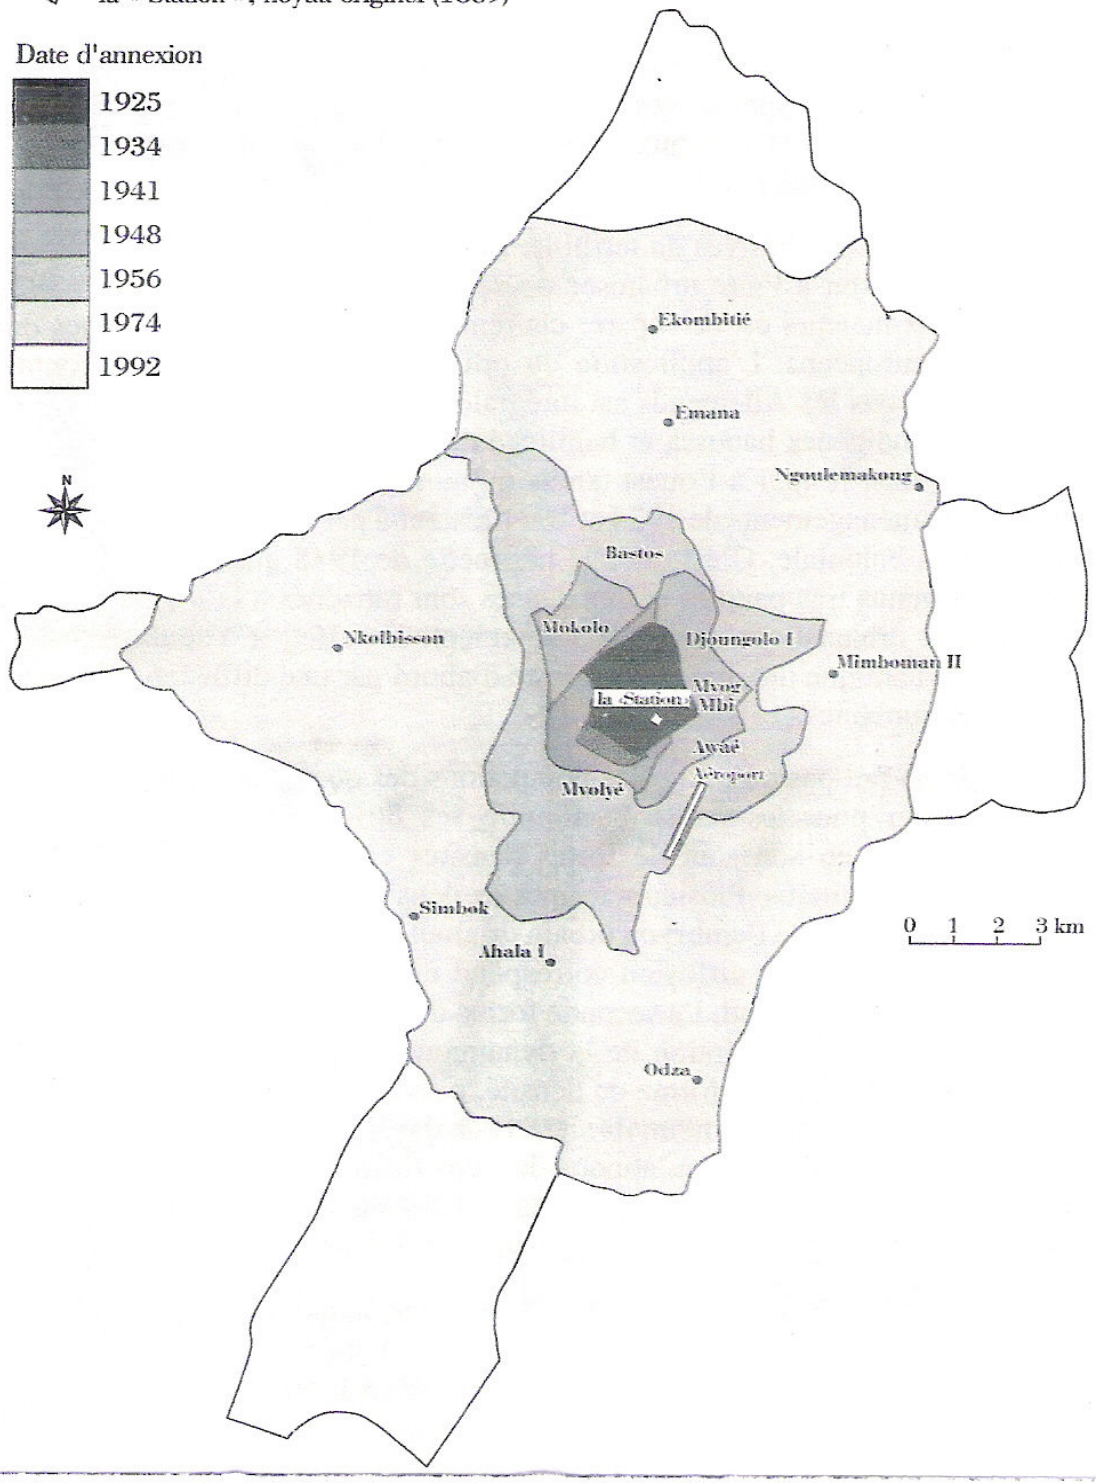 la « Station », noyau originel (1889)
Date d'annexion
1925
1934
1941
1948
1956
1974
1992
N
Ekombitié
Emana
Ngoulemakong
Bastos
Mokolo
Djoungolo I
Nkolbisson
Mimboman II
Mvog
Mbi
la «Station»
Awaé
Aéroport
Mvolyé
Simbok
Ahala I
0 1 2 3 km
Odza